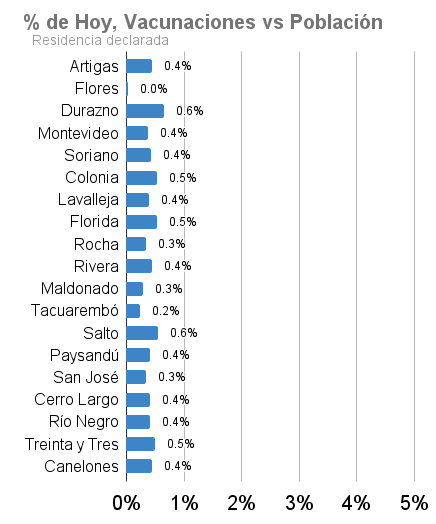 % de Hoy, Vacunaciones vs Población
Residencia declarada
Artigas 0.4%
Flores 0.0%
Durazno 0.6%
Montevideo 0.4%
Soriano 0.4%
Colonia 0.5%
Lavalleja 0.4%
Florida 0.5%
Rocha 0.3%
Rivera 0.4%
Maldonado 0.3%
Tacuarembó 0.2%
Salto 0.6%
Paysandú 0.4%
San José 0.3%
Cerro Largo 0.4%
Río Negro 0.4%
Treinta y Tres 0.5%
Canelones 0.4%
0% 1% 2% 3% 4% 5%